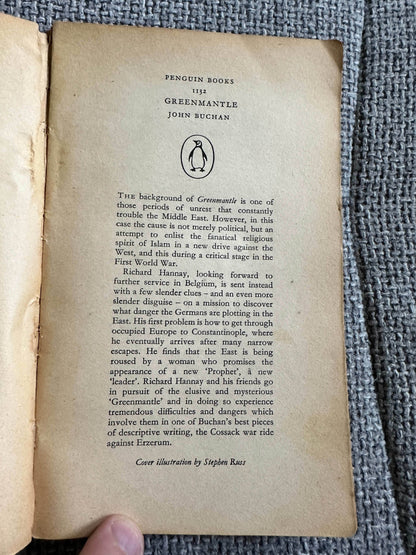 PENGUIN BOOKS
1132
GREENMANTLE
JOHN BUCHAN
THE background of Greenmantle is one of
those periods of unrest that constantly
trouble the Middle East. However, in this
case the cause is not merely political, but an
attempt to enlist the fanatical religious
spirit of Islam in a new drive against the
West, and this during a critical stage in the
First World War.
Richard Hannay, looking forward to
further service in Belgium, is sent instead
with a few slender clues – and an even more
slender disguise – on a mission to discover
what danger the Germans are plotting in the
East. His first problem is how to get through
occupied Europe to Constantinople, where
he eventually arrives after many narrow
escapes. He finds that the East is being
roused by a woman who promises the
appearance of a new 'Prophet', a new
'leader'. Richard Hannay and his friends go
in pursuit of the elusive and mysterious
'Greenmantle' and in doing so experience
tremendous difficulties and dangers which
involve them in one of Buchan's best pieces
of descriptive writing, the Cossack war ride
against Erzerum.
Cover illustration by Stephen Russ